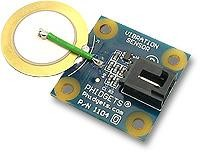 VIBRATION
SENSOR
PHIDGETS
Phidgets.com
P/N 1104